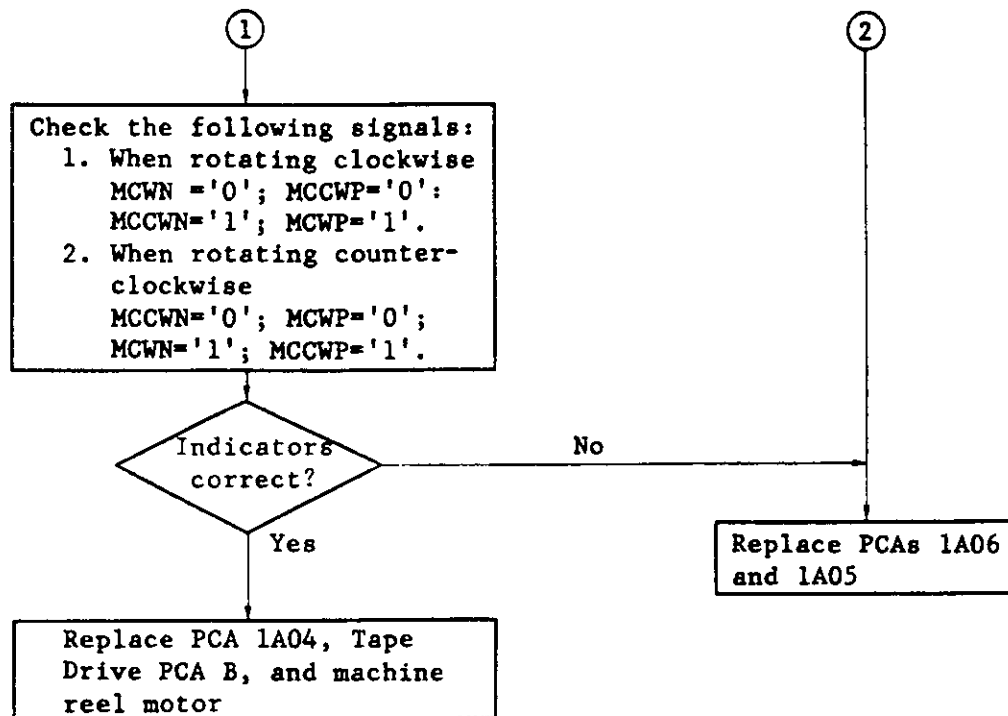 1
2
Check the following signals:
1. When rotating clockwise
MCWN ='0'; MCCWP='0':
MCCWN='1'; MCWP='1'.
2. When rotating counter-
clockwise
MCCWN='0'; MCWP='0';
MCWN='1'; MCCWP='1'.
Indicators
correct?
No
Yes
Replace PCAs 1A06
and 1A05
Replace PCA 1A04, Tape
Drive PCA B, and machine
reel motor